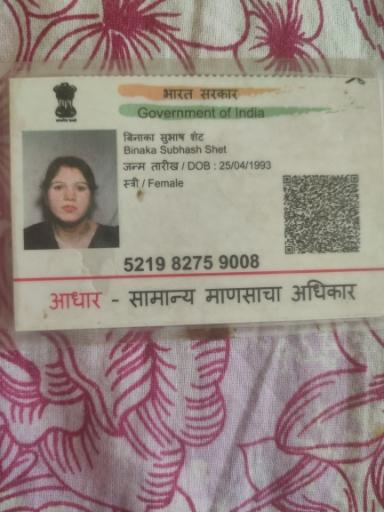 भारत सरकार
Government of India
बिनाका सुभाष शेट
Binaka Subhash Shet
जन्म तारीख / DOB : 25/04/1993
स्त्री / Female
5219 8275 9008
आधार - सामान्य माणसाचा अधिकार